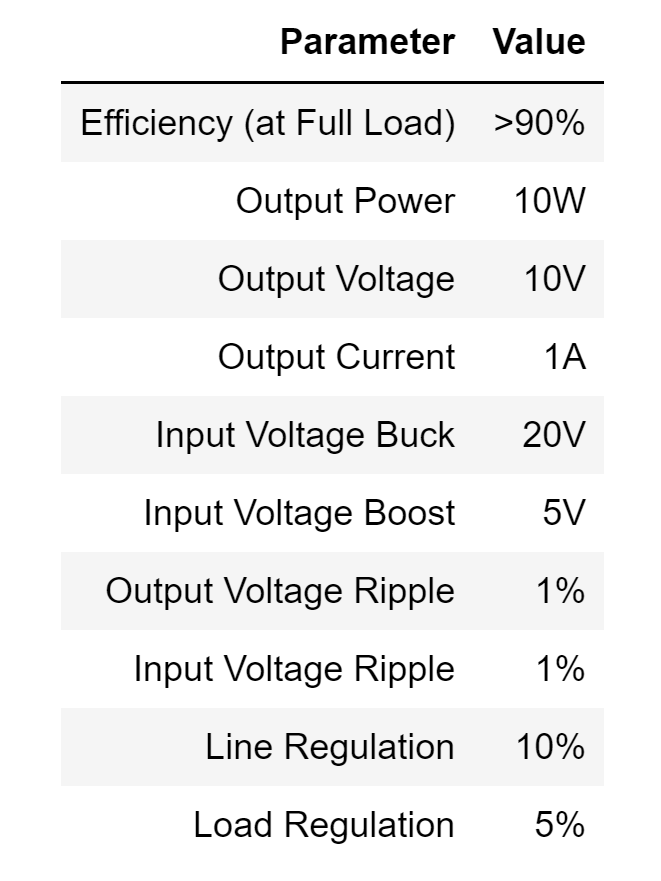 Parameter Value
Efficiency (at Full Load) >90%
Output Power 10W
Output Voltage 10V
Output Current 1A
Input Voltage Buck 20V
Input Voltage Boost 5V
Output Voltage Ripple 1%
Input Voltage Ripple 1%
Line Regulation 10%
Load Regulation 5%